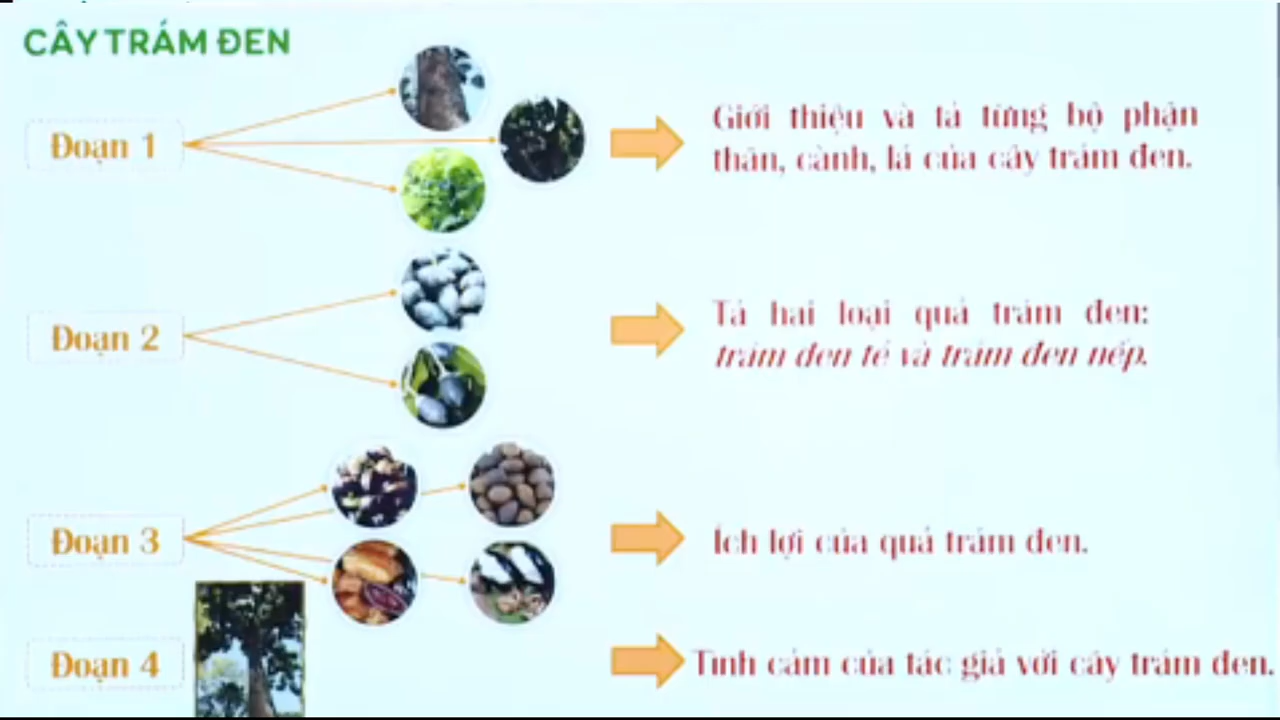 CÂY TRÁM ĐEN
Đoạn 1
Giới thiệu và tả từng bộ phận
thân, cành, lá của cây trám đen.
Đoạn 2
Tả hai loại quả trám đen:
trám đen tẻ và trám đen nếp.
Đoạn 3
Ích lợi của quả trám đen.
Đoạn 4
Tình cảm của tác giả với cây trám đen.